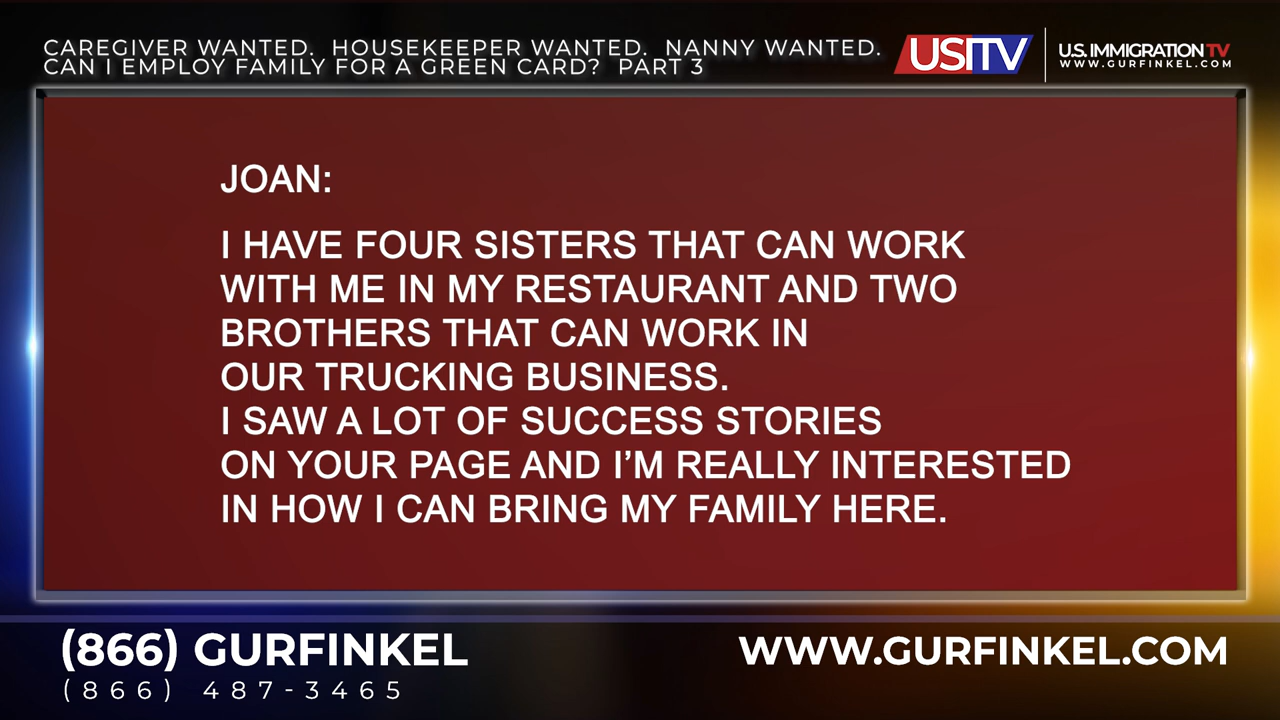 CAREGIVER WANTED. HOUSEKEEPER WANTED. NANNY WANTED.
CAN I EMPLOY FAMILY FOR A GREEN CARD? PART 3
USITV
U.S. IMMIGRATION TV
WWW.GURFINKEL.COM
JOAN:
I HAVE FOUR SISTERS THAT CAN WORK
WITH ME IN MY RESTAURANT AND TWO
BROTHERS THAT CAN WORK IN
OUR TRUCKING BUSINESS.
I SAW A LOT OF SUCCESS STORIES
ON YOUR PAGE AND I’M REALLY INTERESTED
IN HOW I CAN BRING MY FAMILY HERE.
(866) GURFINKEL
(866) 487-3465
WWW.GURFINKEL.COM